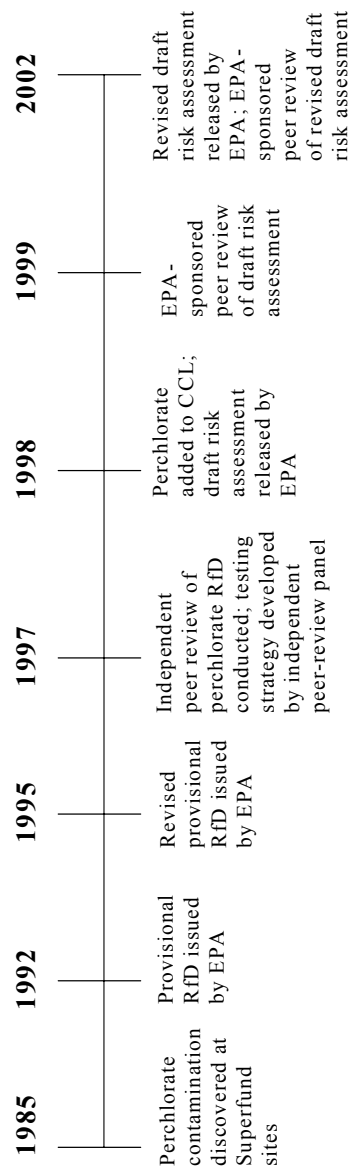 1985
1992
1995
1997
1998
1999
2002
Perchlorate
contamination
discovered at
Superfund
sites
Provisional
RfD issued
by EPA
Revised
provisional
RfD issued
by EPA
Independent
peer review of
perchlorate RfD
conducted; testing
strategy developed
by independent
peer-review panel
Perchlorate
added to CCL;
draft risk
assessment
released by
EPA
EPA-
sponsored
peer review
of draft risk
assessment
Revised draft
risk assessment
released by
EPA; EPA-
sponsored
peer review
of revised draft
risk assessment